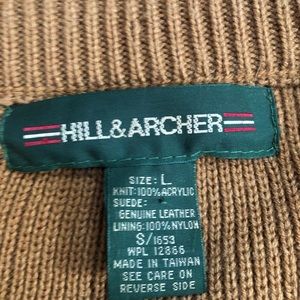 HILL&ARCHER
SIZE: L
KNIT: 100% ACRYLIC
SUEDE:
GENUINE LEATHER
LINING: 100% NYLON
S/1653
WPL 12866
MADE IN TAIWAN
SEE CARE ON
REVERSE SIDE